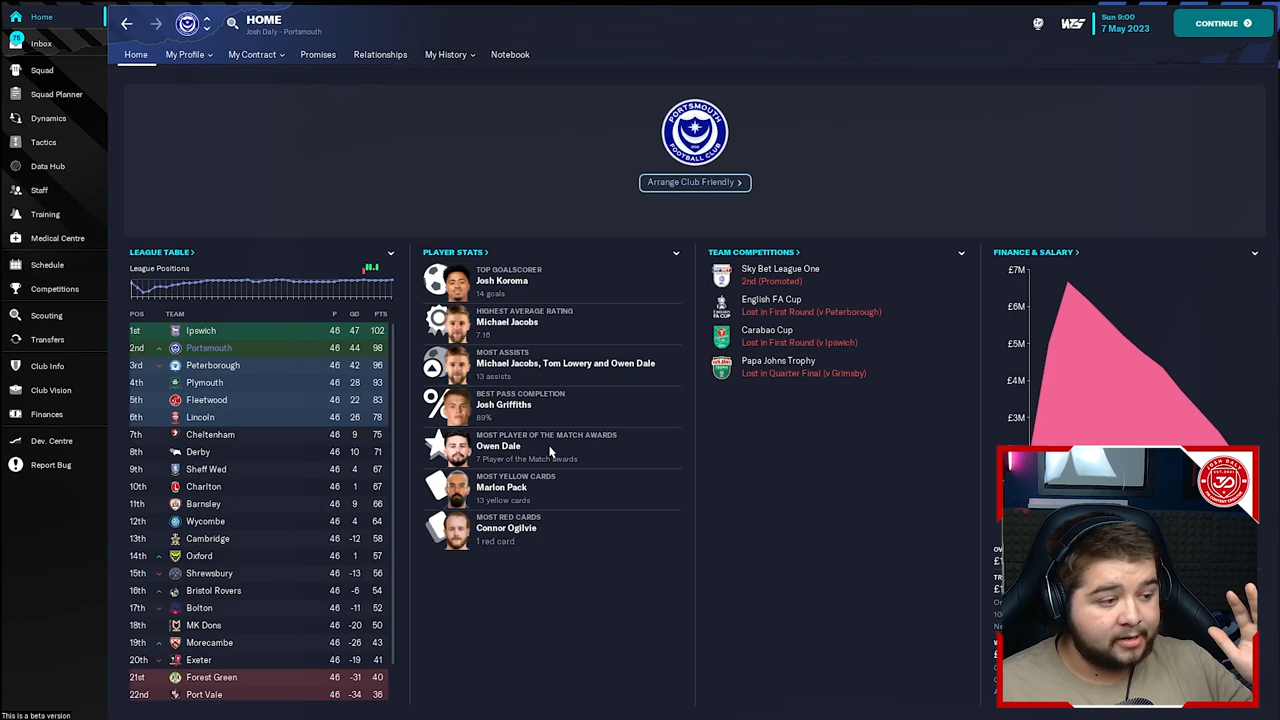 Home
75
Inbox
Squad
Squad Planner
Dynamics
Tactics
Data Hub
Staff
Training
Medical Centre
Schedule
Competitions
Scouting
Transfers
Club Info
Club Vision
Finances
Dev. Centre
Report Bug
This is a beta version
HOME
Josh Daly - Portsmouth
Sun 9:00
7 May 2023
CONTINUE
Home
My Profile
My Contract
Promises
Relationships
My History
Notebook
PORTSMOUTH
FOOTBALL CLUB
Arrange Club Friendly >
LEAGUE TABLE >
League Positions
POS TEAM P GD PTS
1st Ipswich 46 47 102
2nd Portsmouth 46 44 98
3rd Peterborough 46 42 96
4th Plymouth 46 28 93
5th Fleetwood 46 22 83
6th Lincoln 46 26 78
7th Cheltenham 46 9 75
8th Derby 46 10 71
9th Sheff Wed 46 4 67
10th Charlton 46 1 67
11th Barnsley 46 9 66
12th Wycombe 46 4 64
13th Cambridge 46 -12 58
14th Oxford 46 1 57
15th Shrewsbury 46 -13 56
16th Bristol Rovers 46 -6 54
17th Bolton 46 -11 52
18th MK Dons 46 -20 50
19th Morecambe 46 -26 43
20th Exeter 46 -19 41
21st Forest Green 46 -31 40
22nd Port Vale 46 -34 36
PLAYER STATS >
TOP GOALSCORER
Josh Koroma
14 goals
HIGHEST AVERAGE RATING
Michael Jacobs
7.16
MOST ASSISTS
Michael Jacobs, Tom Lowery and Owen Dale
13 assists
BEST PASS COMPLETION
Josh Griffiths
89%
MOST PLAYER OF THE MATCH AWARDS
Owen Dale
7 Player of the Match awards
MOST YELLOW CARDS
Marlon Pack
13 yellow cards
MOST RED CARDS
Connor Ogilvie
1 red card
TEAM COMPETITIONS >
Sky Bet League One
2nd (Promoted)
English FA Cup
Lost in First Round (v Peterborough)
Carabao Cup
Lost in First Round (v Ipswich)
Papa Johns Trophy
Lost in Quarter Final (v Grimsby)
FINANCE & SALARY >
£7M
£6M
£5M
£4M
£3M
JOSH DALY